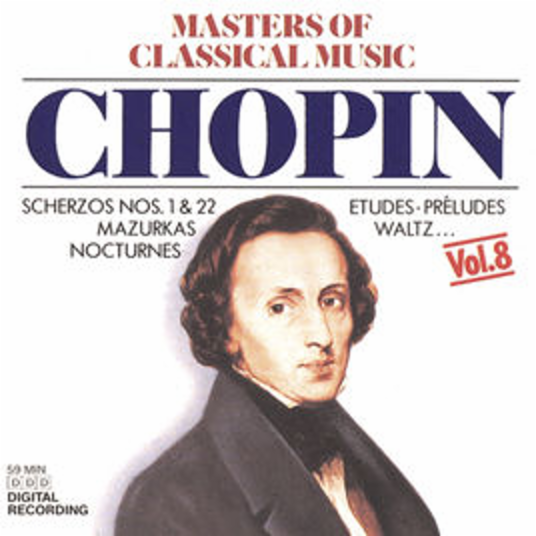 MASTERS OF
CLASSICAL MUSIC
CHOPIN
SCHERZOS NOS. 1 & 22
MAZURKAS
NOCTURNES
ETUDES · PRÉLUDES
WALTZ...
Vol.8
59 MIN
DDD
DIGITAL
RECORDING